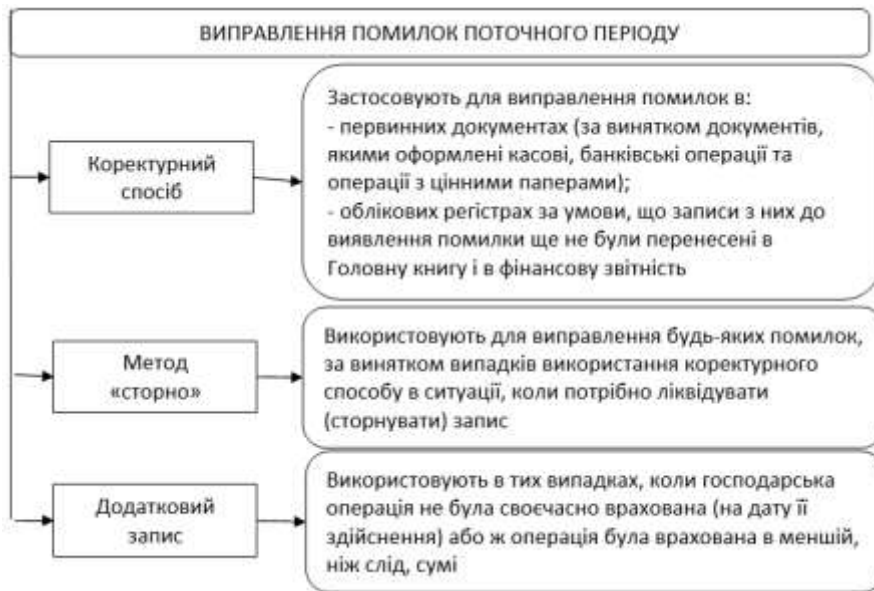 ВИПРАВЛЕННЯ ПОМИЛОК ПОТОЧНОГО ПЕРІОДУ
Коректурний
спосіб
Застосовують для виправлення помилок в:
- первинних документах (за винятком документів,
якими оформлені касові, банківські операції та
операції з цінними паперами);
- облікових регістрах за умови, що записи з них до
виявлення помилки ще не були перенесені в
Головну книгу і в фінансову звітність
Метод
«сторно»
Використовують для виправлення будь-яких помилок,
за винятком випадків використання коректурного
способу в ситуації, коли потрібно ліквідувати
(сторнувати) запис
Додатковий
запис
Використовують в тих випадках, коли господарська
операція не була своєчасно врахована (на дату її
здійснення) або ж операція була врахована в меншій,
ніж слід, сумі